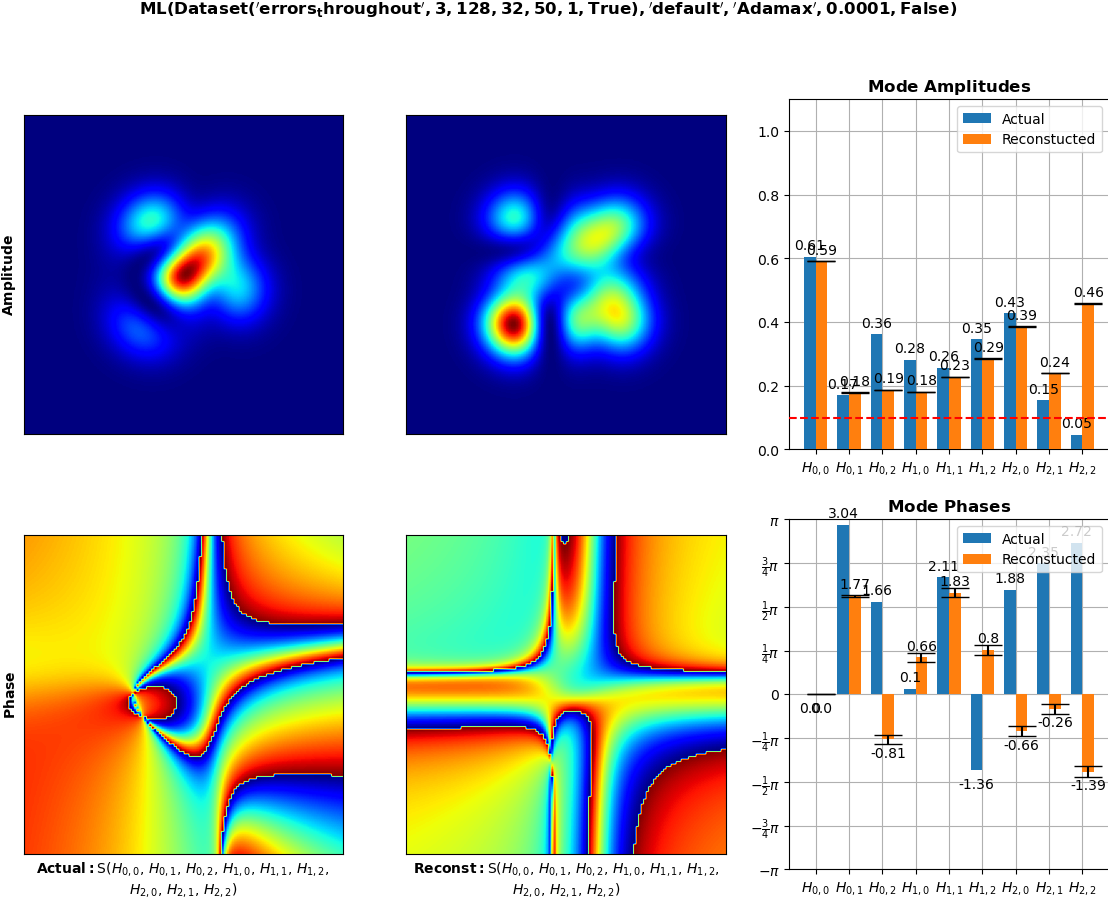 ML(Dataset('errors_throughout', 3, 128, 32, 50, 1, True), 'default', 'Adamax', 0.0001, False)
Amplitude
Mode Amplitudes
Actual
Reconstucted
1.0
0.8
0.6
0.4
0.2
0.0
0.61
0.59
0.17
0.18
0.36
0.19
0.28
0.18
0.26
0.23
0.35
0.29
0.43
0.39
0.15
0.24
0.05
0.46
H0,0 H0,1 H0,2 H1,0 H1,1 H1,2 H2,0 H2,1 H2,2
Phase
Mode Phases
Actual
Reconstucted
π
3/4π
1/2π
1/4π
0
−1/4π
−1/2π
−3/4π
−π
0.0
0.0
3.04
1.77
1.66
-0.81
0.1
0.66
2.11
1.83
-1.36
0.8
1.88
-0.66
2.35
-0.26
2.72
-1.39
H0,0 H0,1 H0,2 H1,0 H1,1 H1,2 H2,0 H2,1 H2,2
Actual:S(H0,0, H0,1, H0,2, H1,0, H1,1, H1,2,
H2,0, H2,1, H2,2)
Reconst:S(H0,0, H0,1, H0,2, H1,0, H1,1, H1,2,
H2,0, H2,1, H2,2)